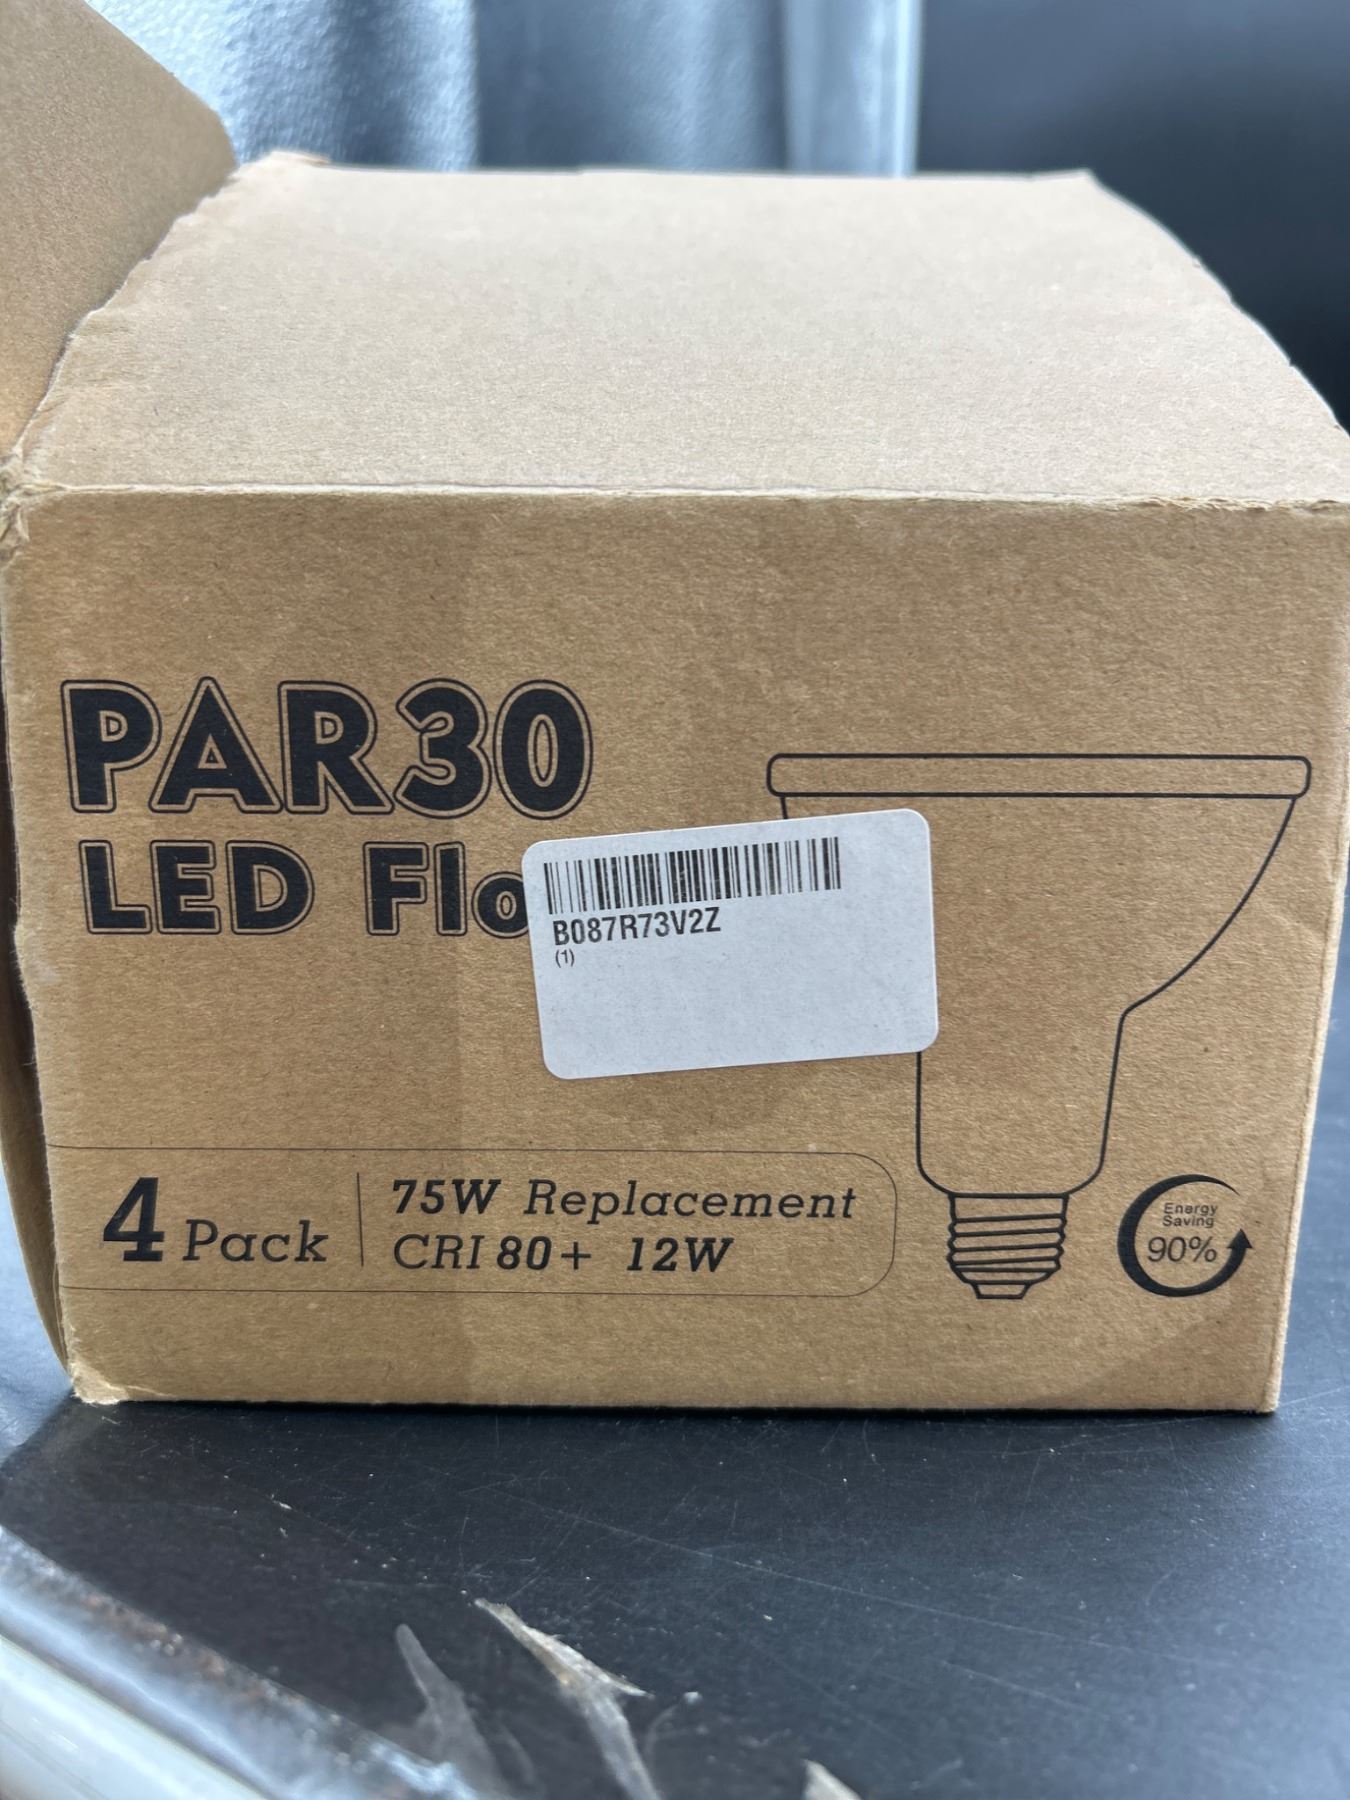 PAR30
LED Flo
B087R73V2Z
(1)
4 Pack
75W Replacement
CRI 80+ 12W
Energy
Saving
90%